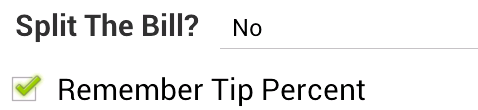 Split The Bill? No
Remember Tip Percent